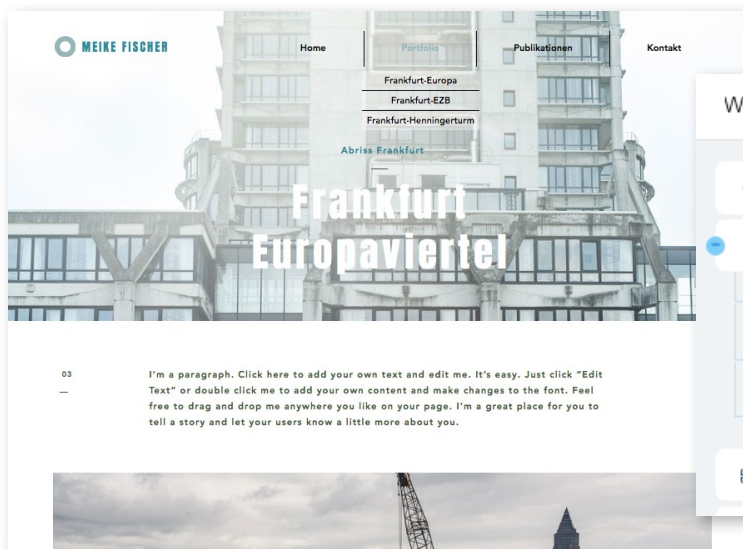 MEIKE FISCHER
Home
Portfolio
Publikationen
Kontakt
Frankfurt-Europa
Frankfurt-EZB
Frankfurt-Henningerturm
Abriss Frankfurt
Frankfurt
Europaviertel
03
I'm a paragraph. Click here to add your own text and edit me. It's easy. Just click “Edit
Text” or double click me to add your own content and make changes to the font. Feel
free to drag and drop me anywhere you like on your page. I'm a great place for you to
tell a story and let your users know a little more about you.